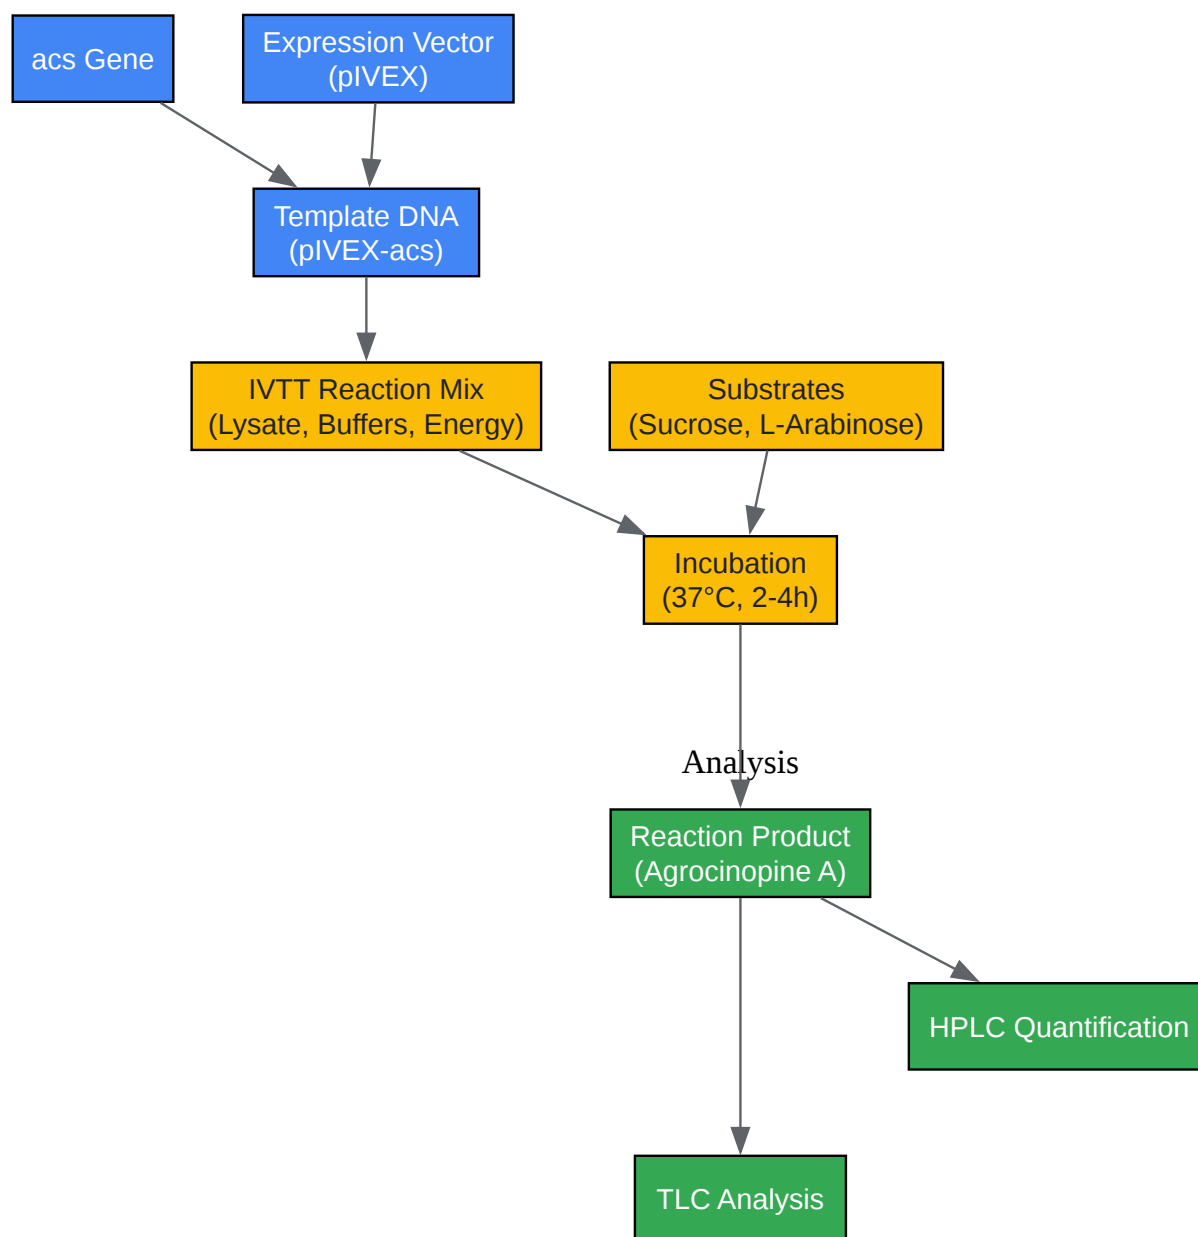 acs Gene
Expression Vector
(pIVEX)
Template DNA
(pIVEX-acs)
IVTT Reaction Mix
(Lysate, Buffers, Energy)
Substrates
(Sucrose, L-Arabinose)
Incubation
(37°C, 2-4h)
Analysis
Reaction Product
(Agrocinopine A)
HPLC Quantification
TLC Analysis